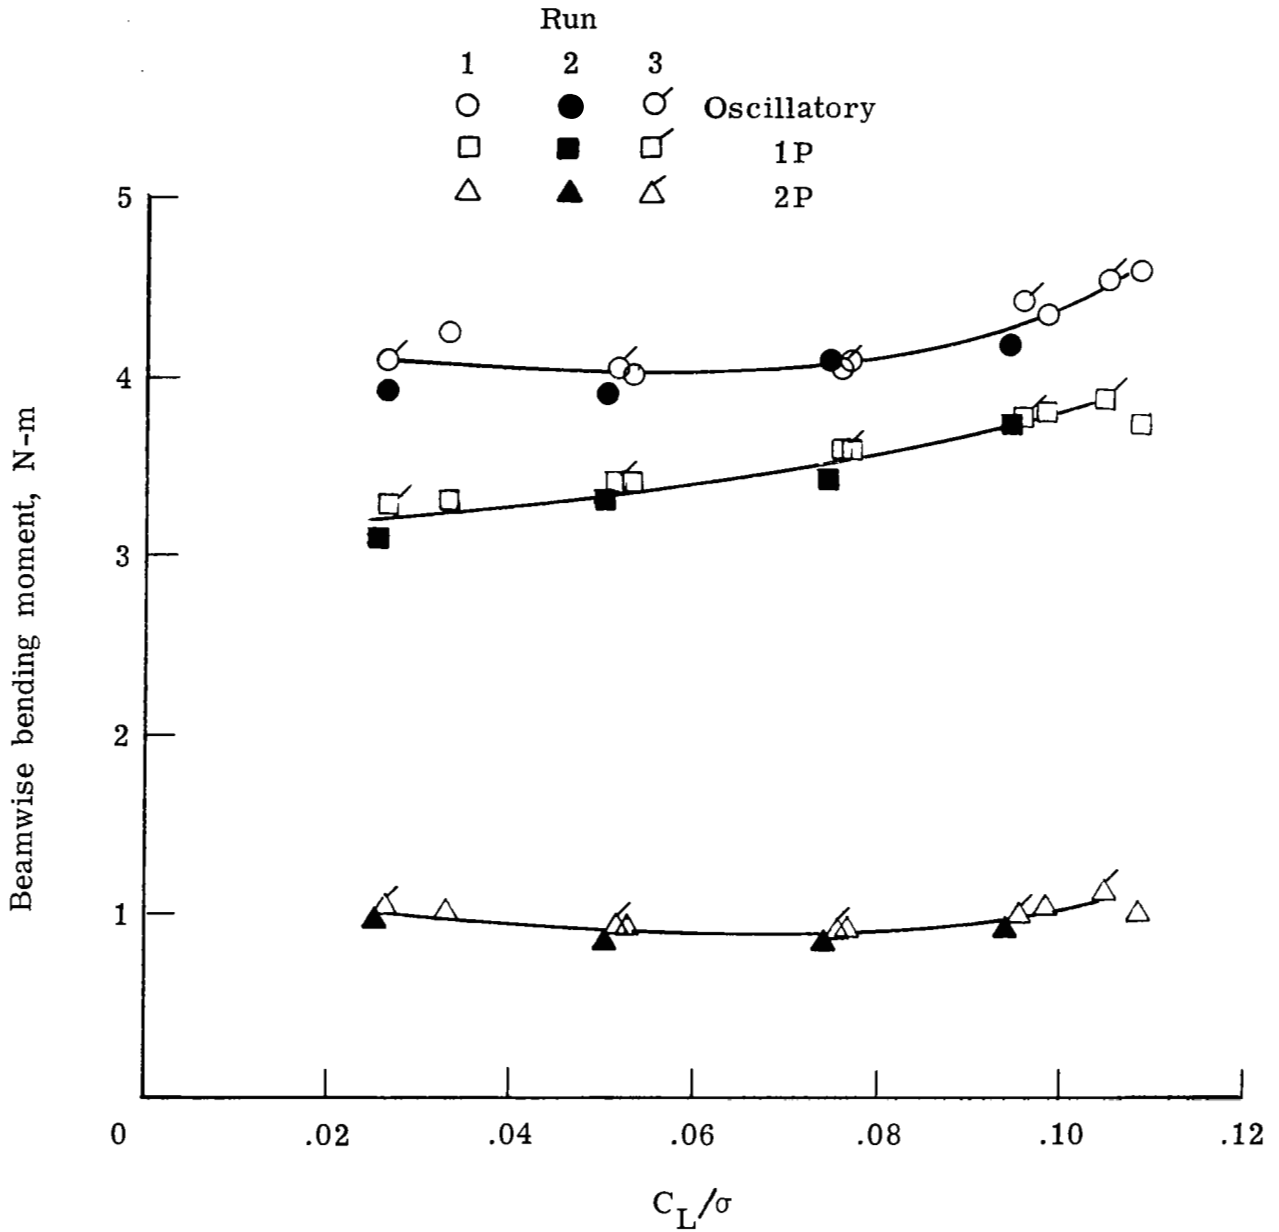 Run
1 2 3
Oscillatory
1P
2P
5
4
3
2
1
0 .02 .04 .06 .08 .10 .12
Beamwise bending moment, N-m
C_L/σ